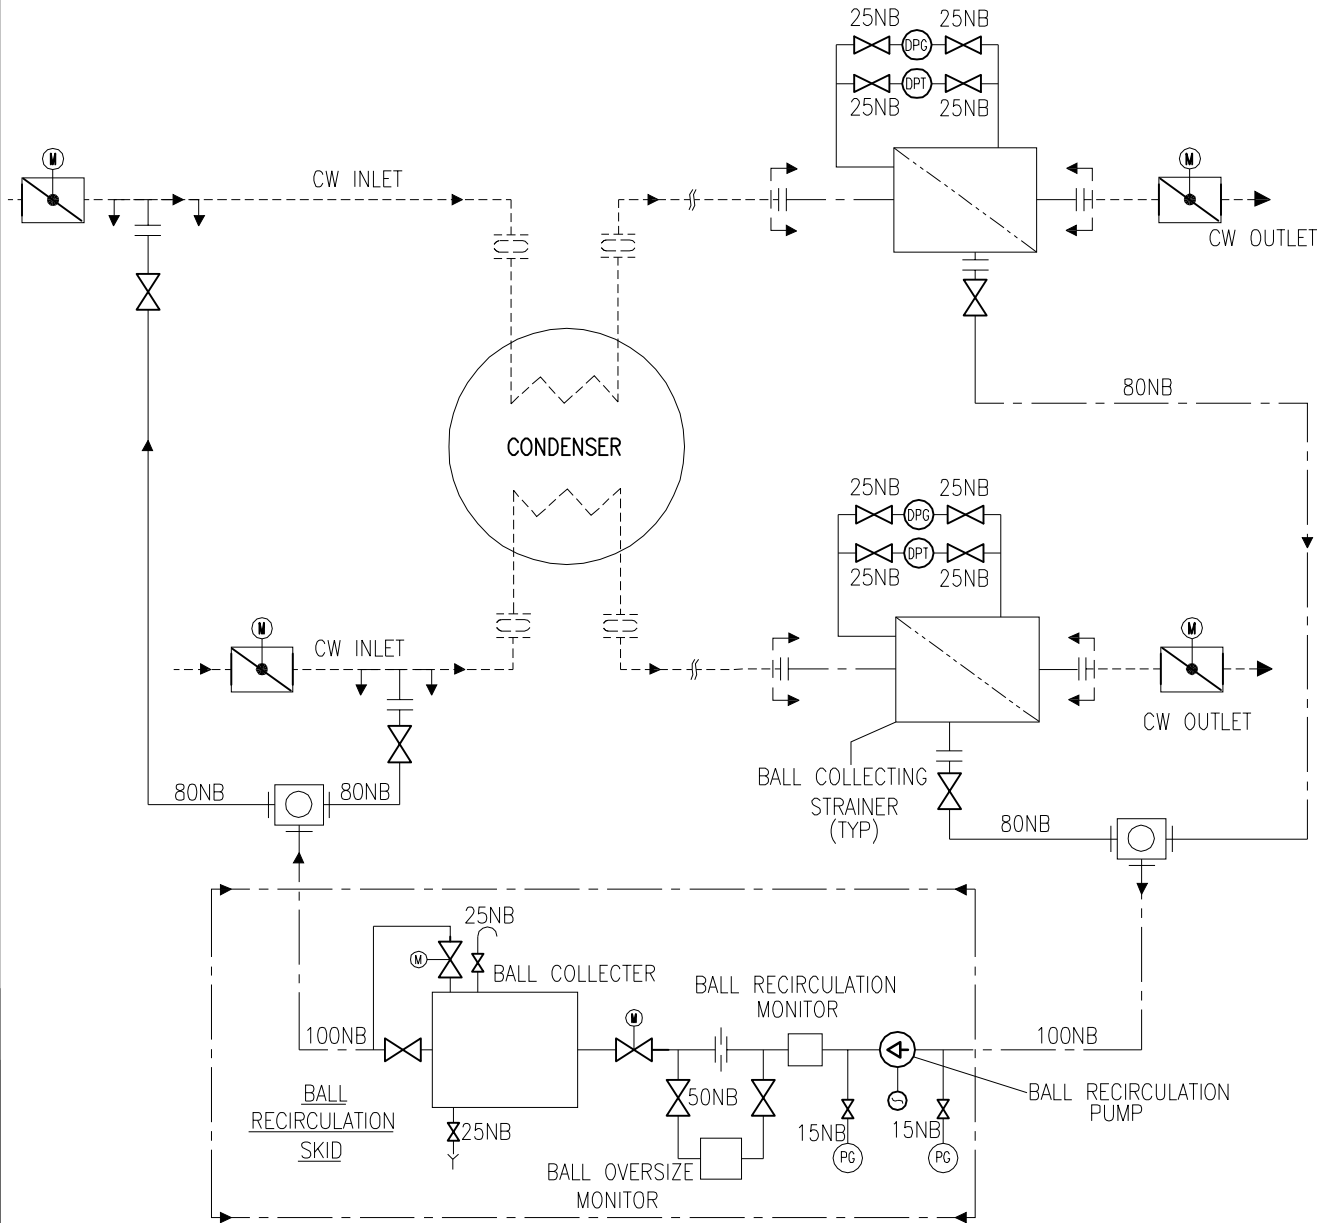 25NB 25NB
DPG
DPT
25NB 25NB
M
CW INLET
M
CW OUTLET
80NB
CONDENSER
25NB 25NB
DPG
DPT
25NB 25NB
M
CW INLET
M
CW OUTLET
BALL COLLECTING
STRAINER
(TYP)
80NB 80NB
80NB
25NB
M
BALL COLLECTER
BALL RECIRCULATION
MONITOR
M
100NB
100NB
BALL
RECIRCULATION
SKID
50NB
BALL RECIRCULATION
PUMP
25NB
15NB
15NB
PG
PG
BALL OVERSIZE
MONITOR